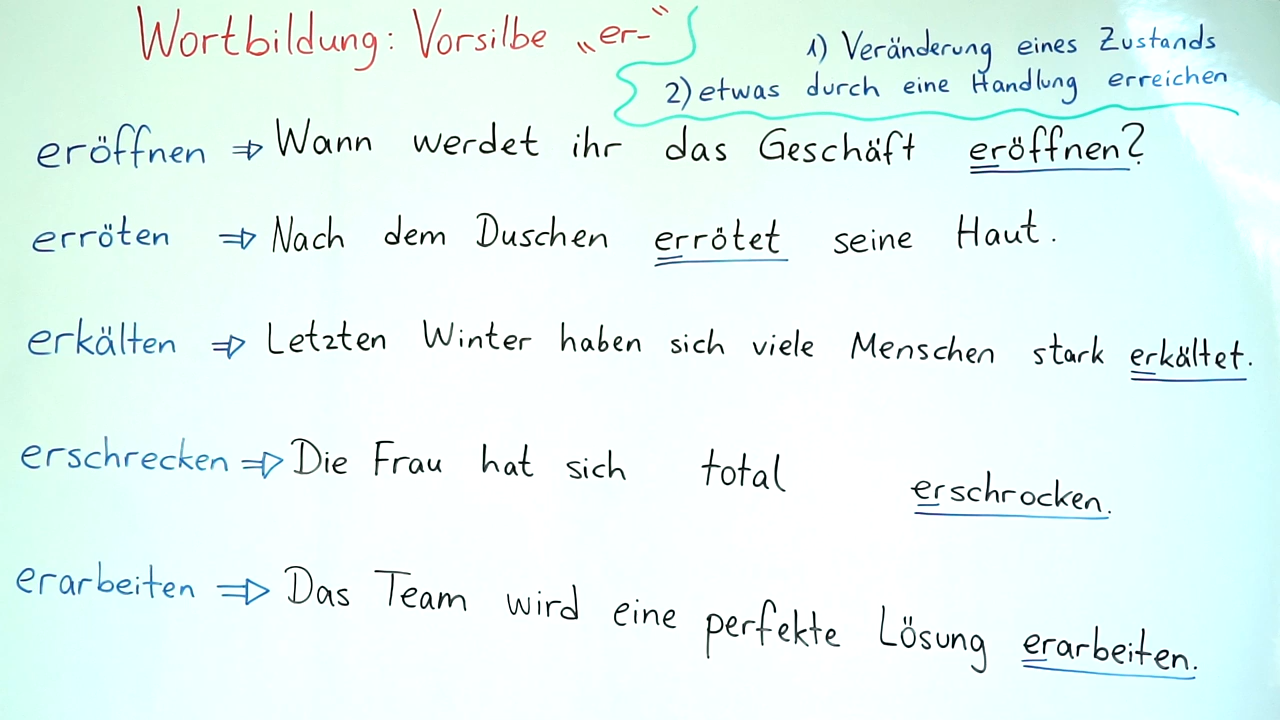 Wortbildung: Vorsilbe „er-“
1) Veränderung eines Zustands
2) etwas durch eine Handlung erreichen
eröffnen ⇒ Wann werdet ihr das Geschäft eröffnen?
erröten ⇒ Nach dem Duschen errötet seine Haut.
erkälten ⇒ Letzten Winter haben sich viele Menschen stark erkältet.
erschrecken ⇒ Die Frau hat sich total erschrocken.
erarbeiten ⇒ Das Team wird eine perfekte Lösung erarbeiten.